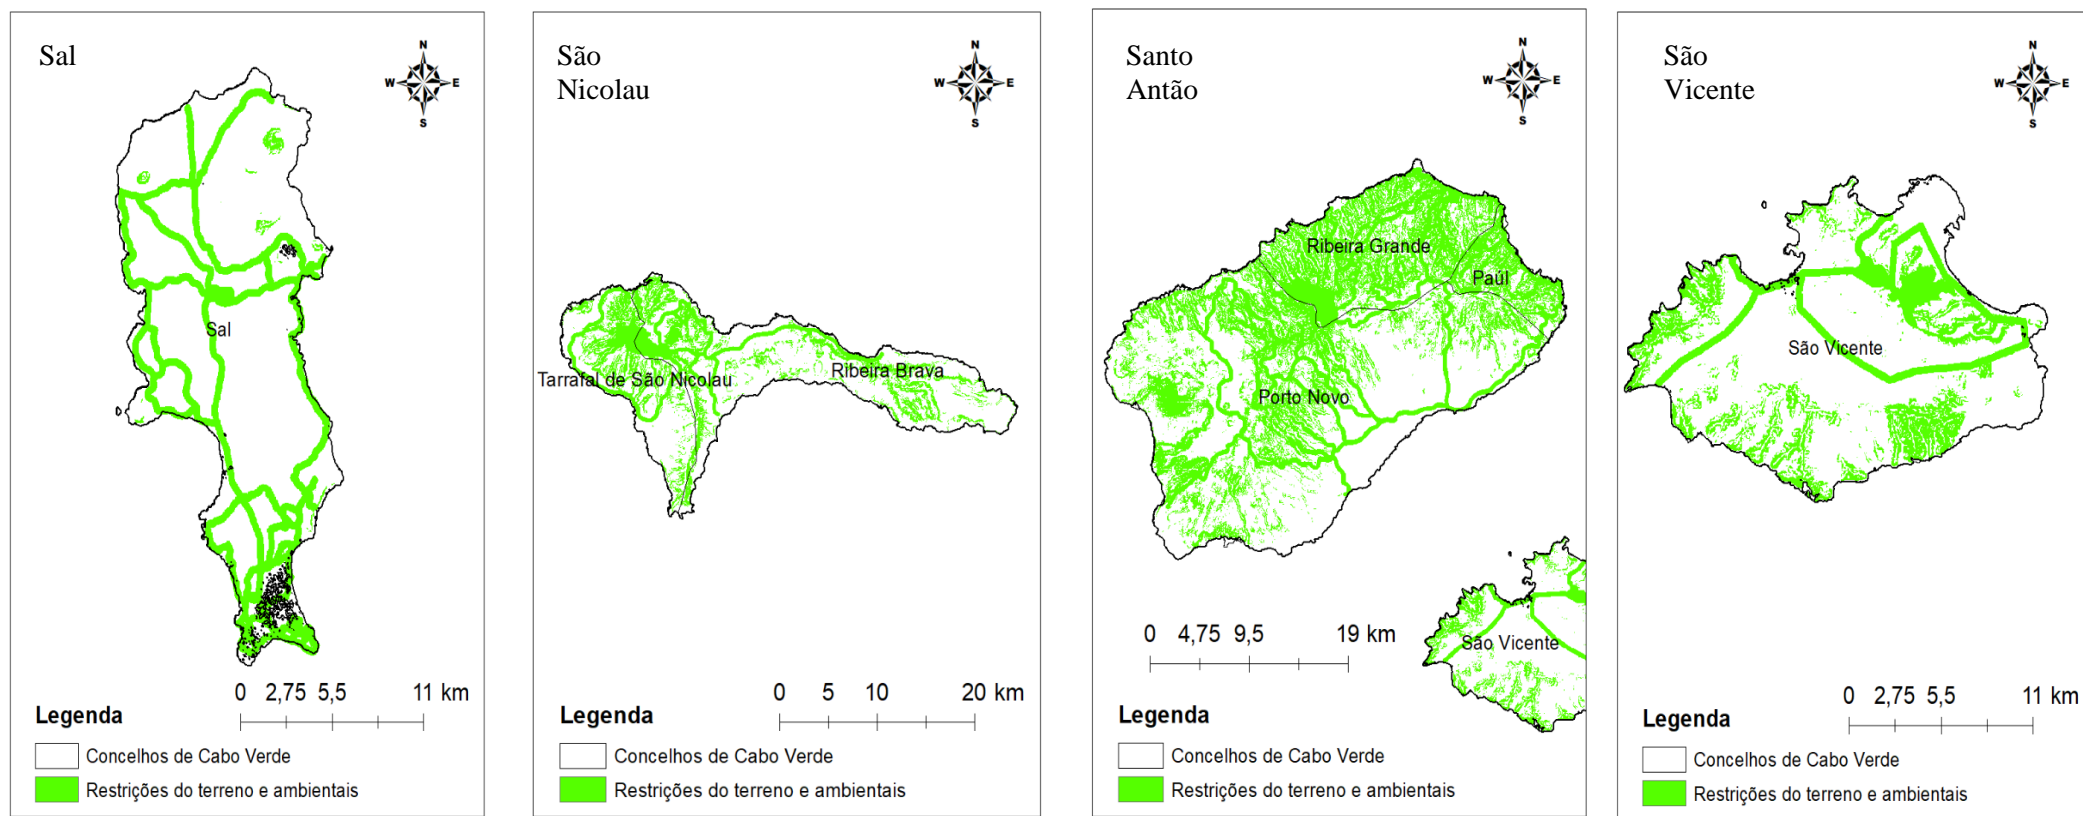 Sal
N
W E
S
Sal
0 2,75 5,5 11 km
Legenda
Concelhos de Cabo Verde
Restrições do terreno e ambientais
São
Nicolau
N
W E
S
Tarrafal de São Nicolau
Ribeira Brava
0 5 10 20 km
Legenda
Concelhos de Cabo Verde
Restrições do terreno e ambientais
Santo
Antão
N
W E
S
Ribeira Grande
Paúl
Porto Novo
0 4,75 9,5 19 km
São Vicente
Legenda
Concelhos de Cabo Verde
Restrições do terreno e ambientais
São
Vicente
N
W E
S
São Vicente
0 2,75 5,5 11 km
Legenda
Concelhos de Cabo Verde
Restrições do terreno e ambientais